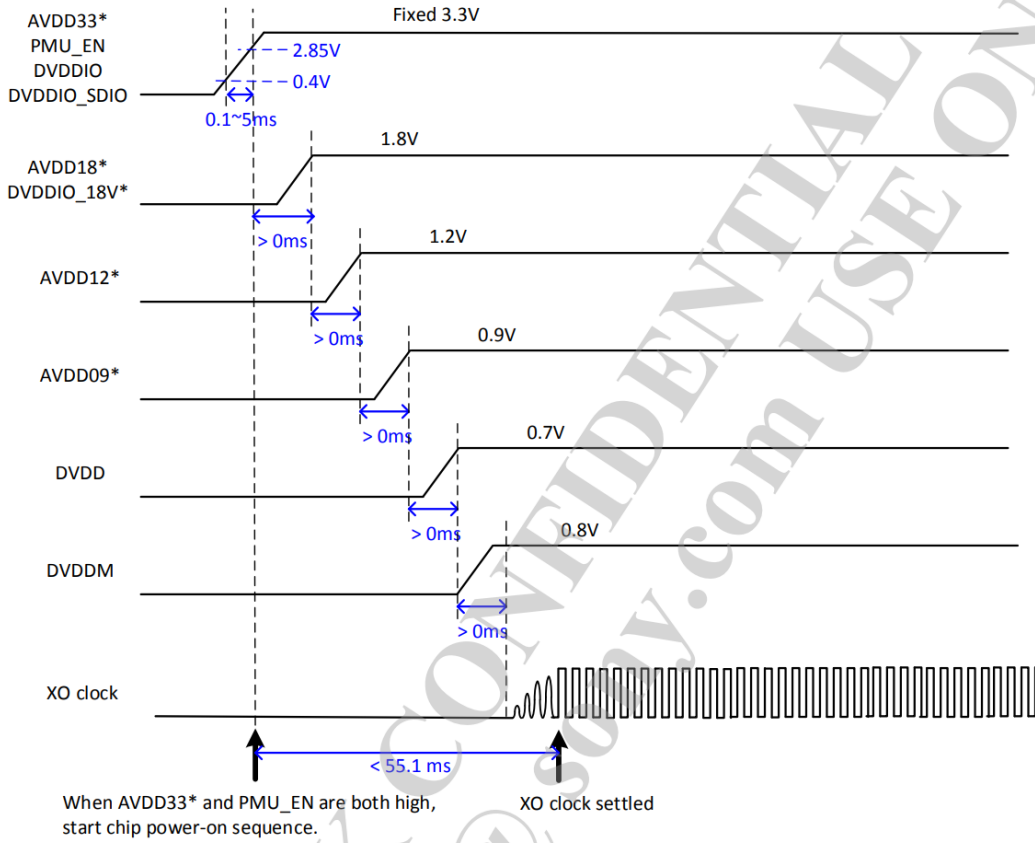 AVDD33*
PMU_EN
DVDDIO
DVDDIO_SDIO
Fixed 3.3V
2.85V
0.4V
0.1~5ms
AVDD18*
DVDDIO_18V*
1.8V
> 0ms
AVDD12*
1.2V
> 0ms
AVDD09*
0.9V
> 0ms
DVDD
0.7V
> 0ms
DVDDM
0.8V
> 0ms
XO clock
< 55.1 ms
When AVDD33* and PMU_EN are both high,
start chip power-on sequence.
XO clock settled
CONFIDENTIAL
sony.com USE